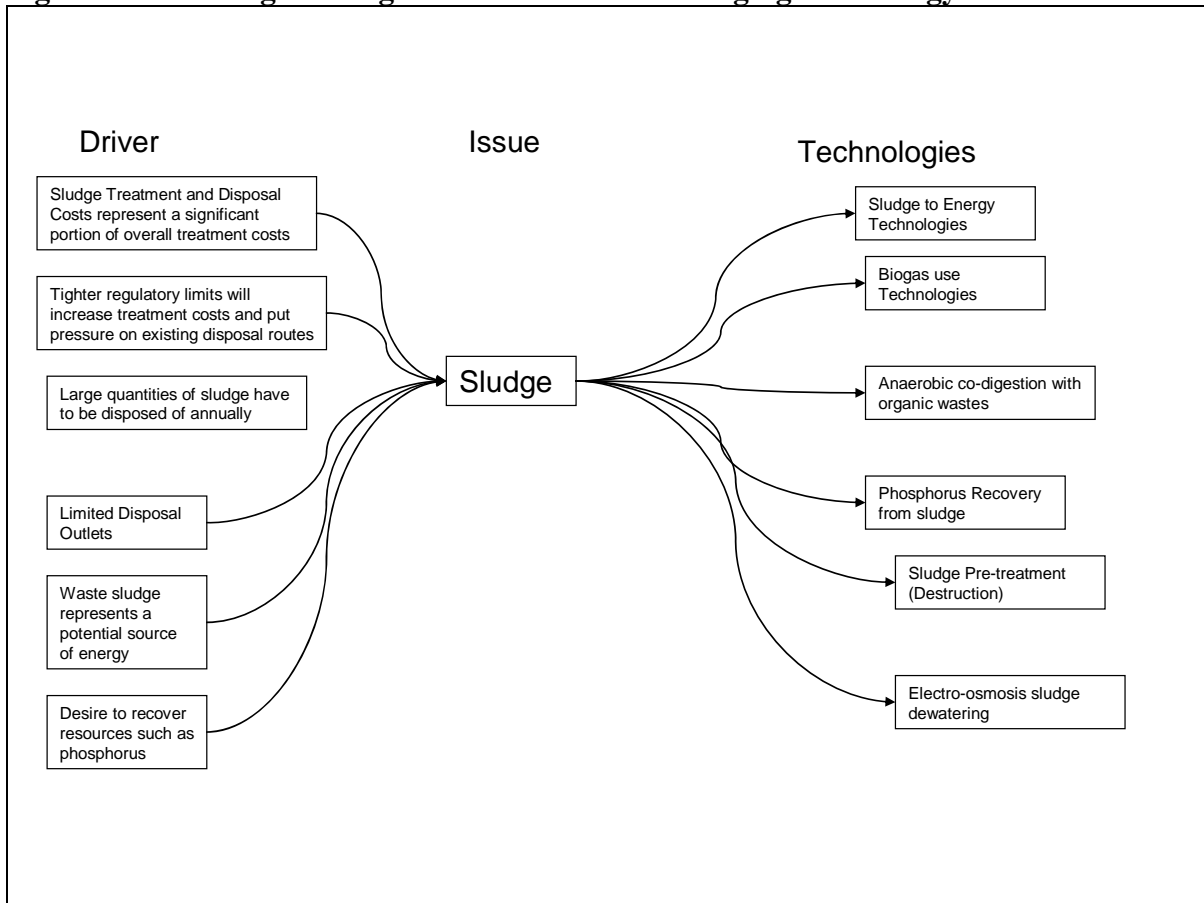 Driver
Issue
Technologies
Sludge Treatment and Disposal
Costs represent a significant
portion of overall treatment costs
Tighter regulatory limits will
increase treatment costs and put
pressure on existing disposal routes
Large quantities of sludge have
to be disposed of annually
Limited Disposal
Outlets
Waste sludge
represents a
potential source
of energy
Desire to recover
resources such as
phosphorus
Sludge
Sludge to Energy
Technologies
Biogas use
Technologies
Anaerobic co-digestion with
organic wastes
Phosphorus Recovery
from sludge
Sludge Pre-treatment
(Destruction)
Electro-osmosis sludge
dewatering